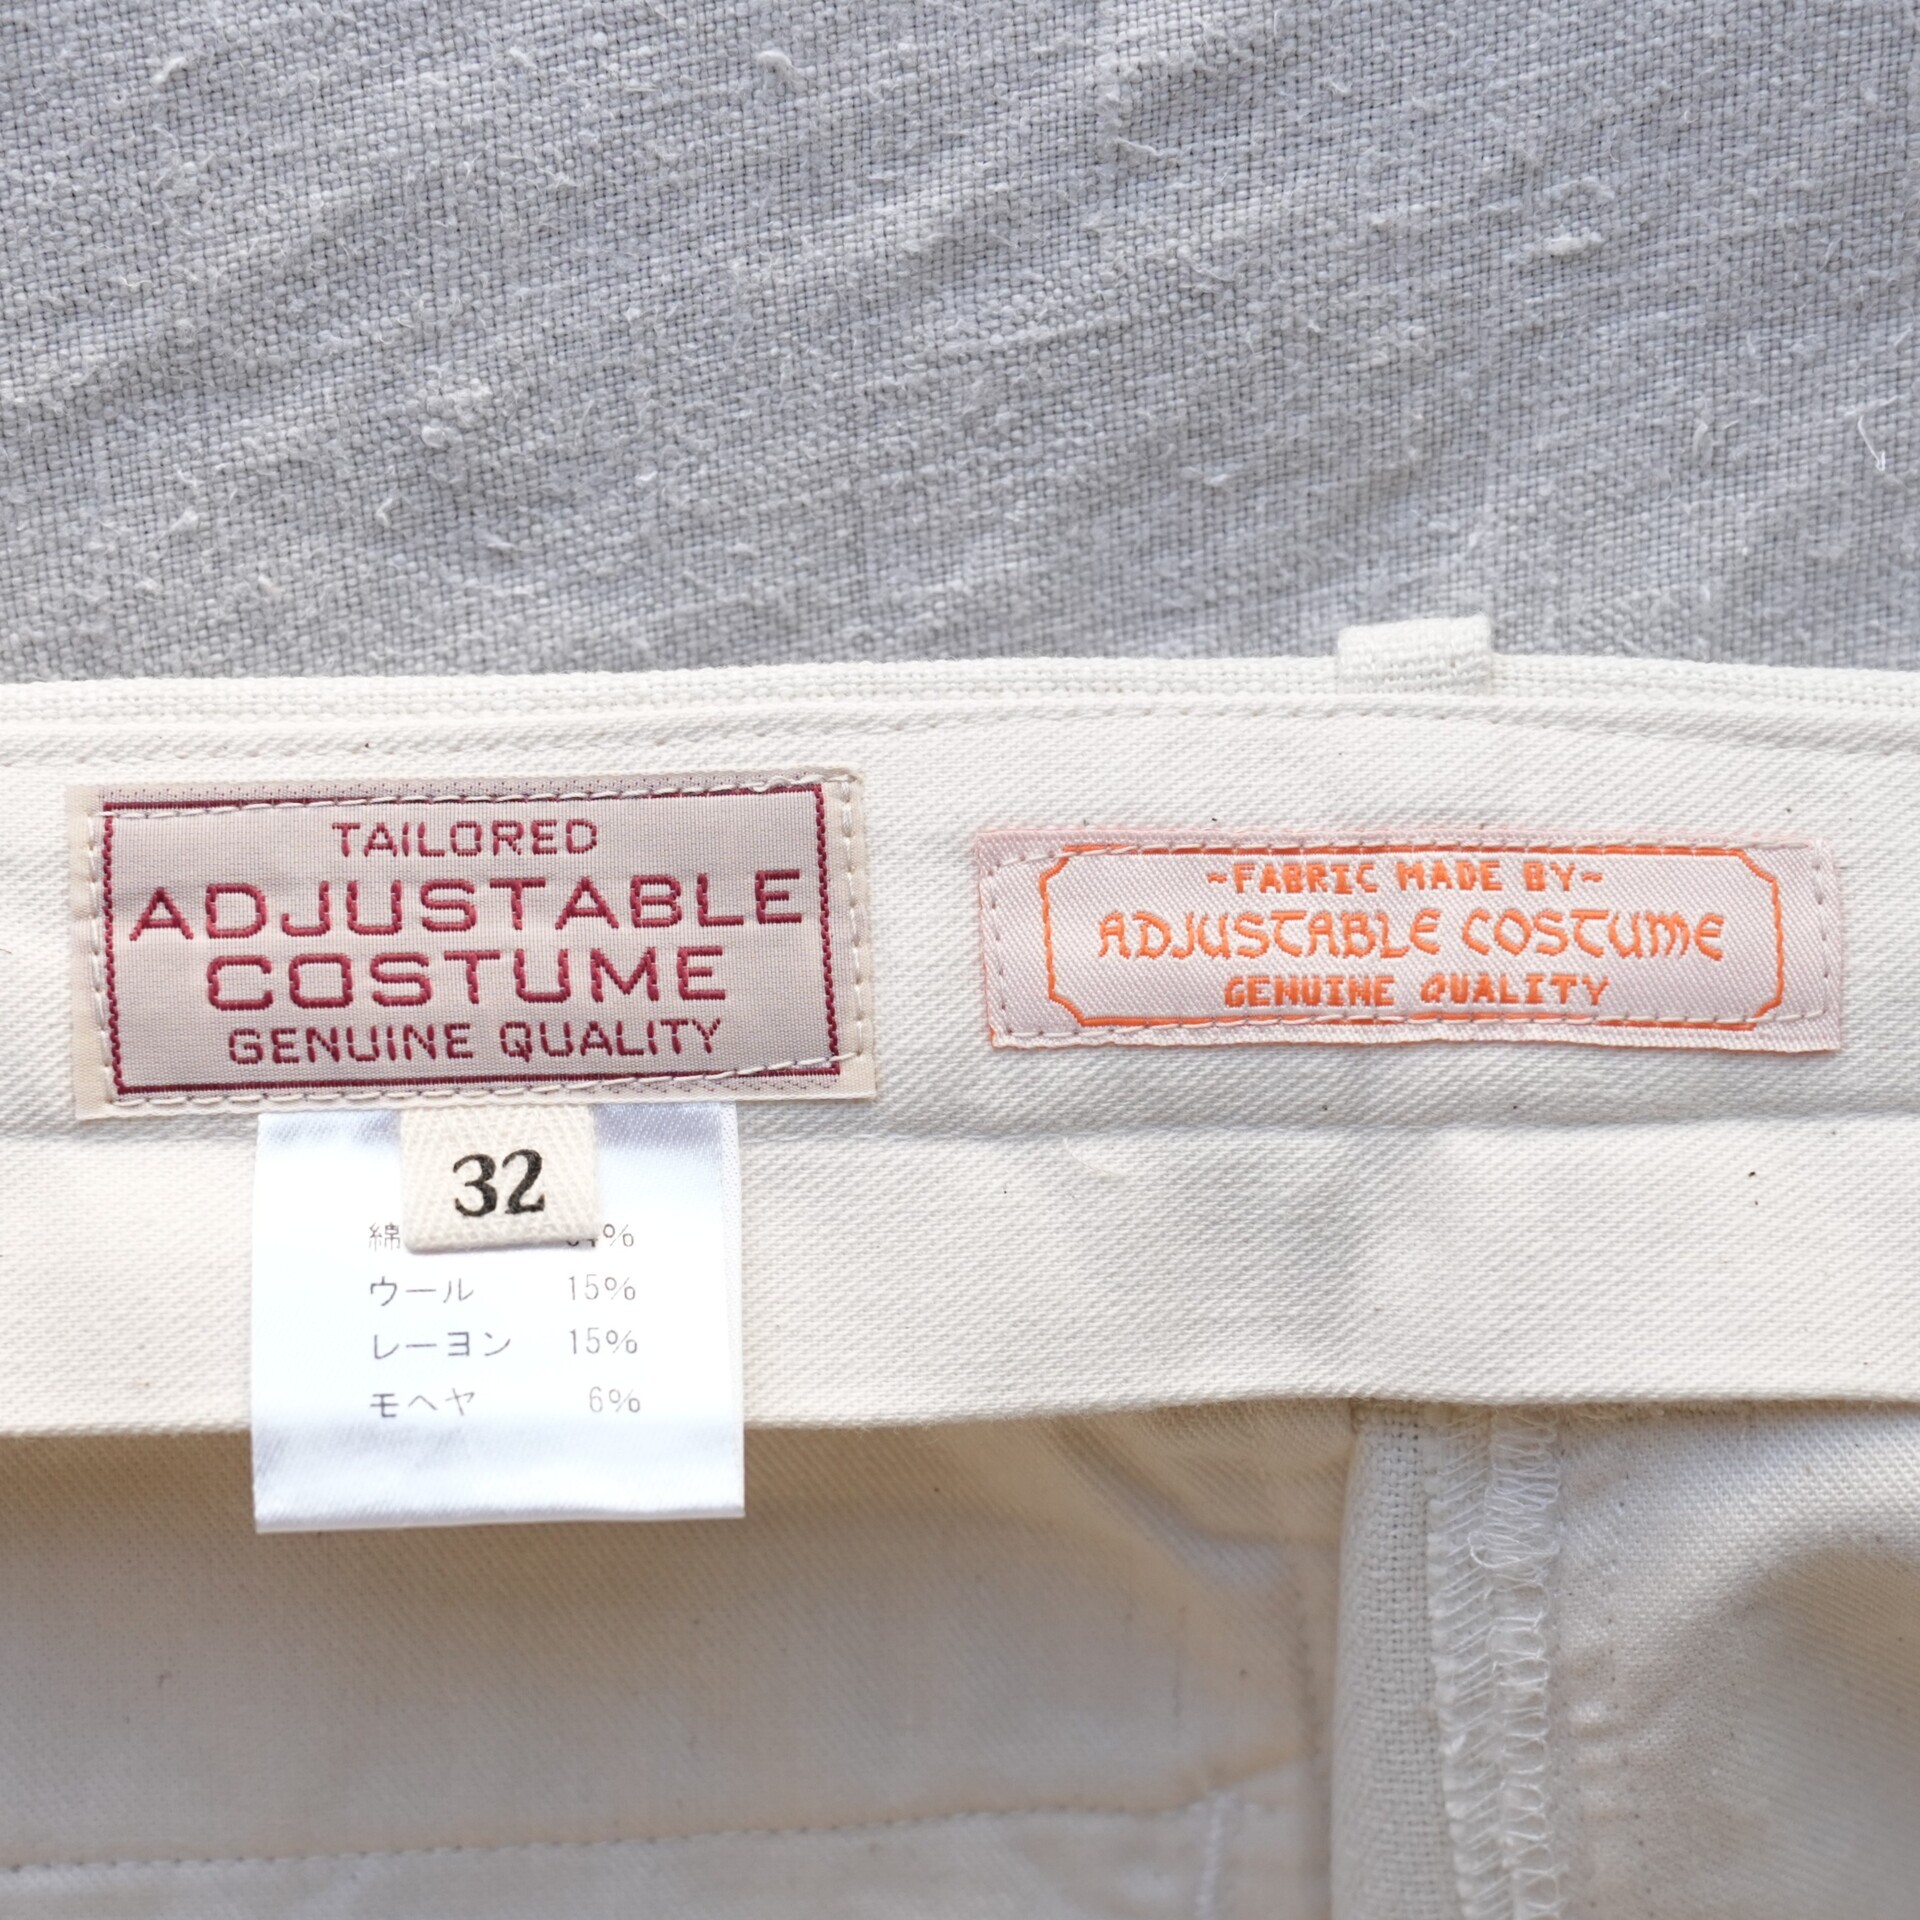 TAILORED
ADJUSTABLE
COSTUME
GENUINE QUALITY
~FABRIC MADE BY~
ADJUSTABLE COSTUME
GENUINE QUALITY
32
綿
ウール 15%
レーヨン 15%
モヘヤ 6%